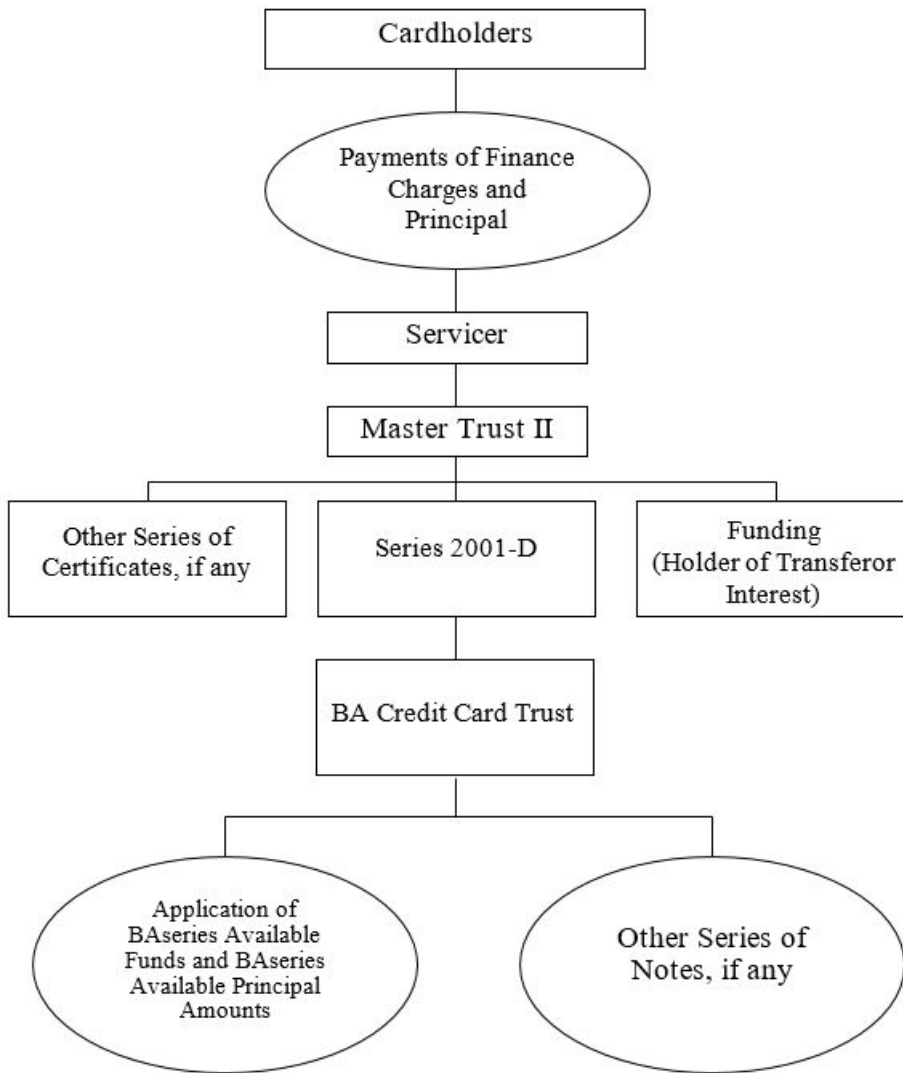 Cardholders
Payments of Finance
Charges and
Principal
Servicer
Master Trust II
Other Series of
Certificates, if any
Series 2001-D
Funding
(Holder of Transferor
Interest)
BA Credit Card Trust
Application of
BAseries Available
Funds and BAseries
Available Principal
Amounts
Other Series of
Notes, if any